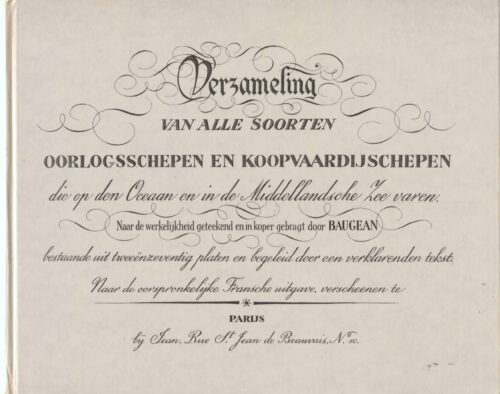 Verzameling
VAN ALLE SOORTEN
OORLOGSSCHEPEN EN KOOPVAARDIJSCHEPEN
die op den Oceaan en in de Middellandsche Zee varen.
Naar de werkelijkheid geteekend en in koper gebragt door BAUGEAN
bestaande uit tweeënzeventig platen en begeleid door een verklarenden tekst.
Naar de oorspronkelijke Fransche uitgave, verscheenen te
PARIJS
bij Jean, Rue St. Jean de Beauvais, No. 10.